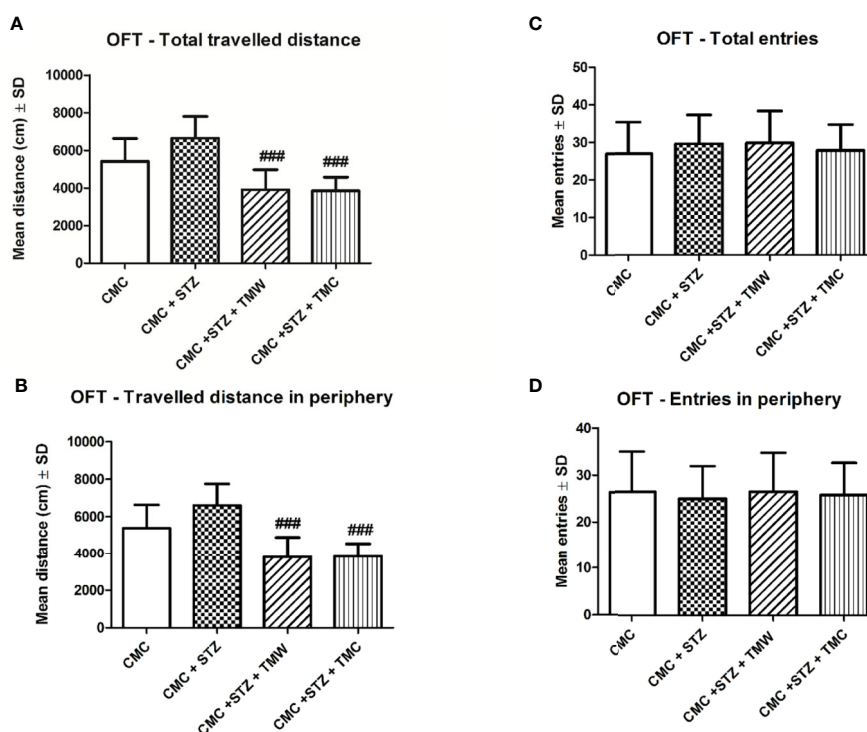 A
OFT - Total travelled distance
Mean distance (cm) ± SD
10000
8000
6000
4000
2000
0
###
###
CMC
CMC + STZ
CMC +STZ + TMW
CMC +STZ + TMC
B
OFT - Travelled distance in periphery
Mean distance (cm) ± SD
10000
8000
6000
4000
2000
0
###
###
CMC
CMC + STZ
CMC +STZ + TMW
CMC +STZ + TMC
C
OFT - Total entries
Mean entries ± SD
50
40
30
20
10
0
CMC
CMC + STZ
CMC +STZ + TMW
CMC +STZ + TMC
D
OFT - Entries in periphery
Mean entries ± SD
40
30
20
10
0
CMC
CMC + STZ
CMC +STZ + TMW
CMC +STZ + TMC